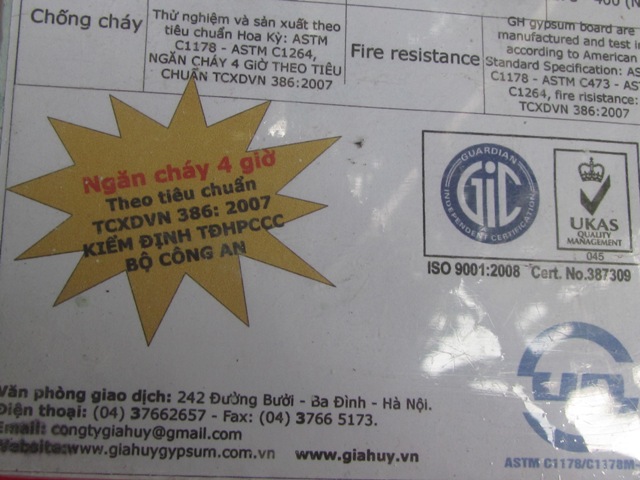 Chống cháy
Thử nghiệm và sản xuất theo
tiêu chuẩn Hoa Kỳ: ASTM
C1178 - ASTM C1264,
NGĂN CHÁY 4 GIỜ THEO TIÊU
CHUẨN TCXDVN 386:2007
Fire resistance
GH gypsum board are
manufactured and test in
according to American
Standard Specification: AS
C1178 - ASTM C473 - AS
C1264, fire risistance:
TCXDVN 386:2007
Ngăn cháy 4 giờ
Theo tiêu chuẩn
TCXDVN 386: 2007
KIỂM ĐỊNH TĐHPCCC
BỘ CÔNG AN
GUARDIAN
GIC
INDEPENDENT CERTIFICATION
UKAS
QUALITY
MANAGEMENT
045
ISO 9001:2008 Cert. No.387309
ASTM C1178/C1378M-
Văn phòng giao dịch: 242 Đường Bưởi - Ba Đình - Hà Nội.
Điện thoại: (04) 37662657 - Fax: (04) 3766 5173.
Email: congtygiahuy@gmail.com
Website:www.giahuygypsum.com.vn www.giahuy.vn